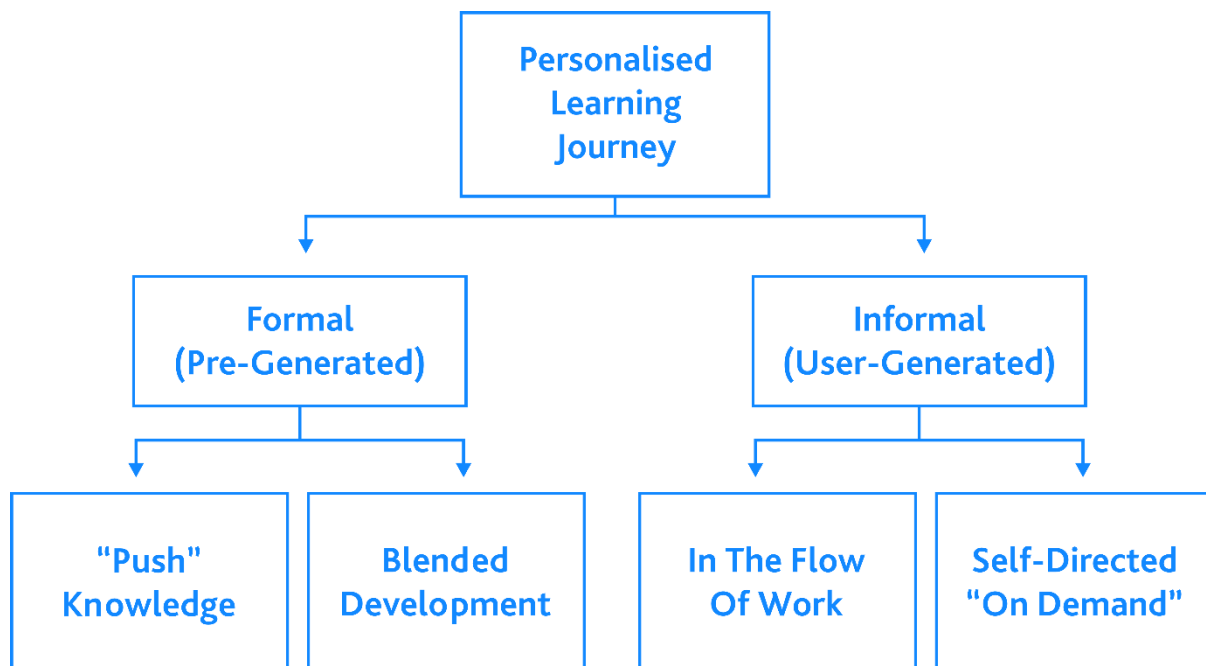 Personalised
Learning
Journey
Formal
(Pre-Generated)
Informal
(User-Generated)
“Push”
Knowledge
Blended
Development
In The Flow
Of Work
Self-Directed
“On Demand”